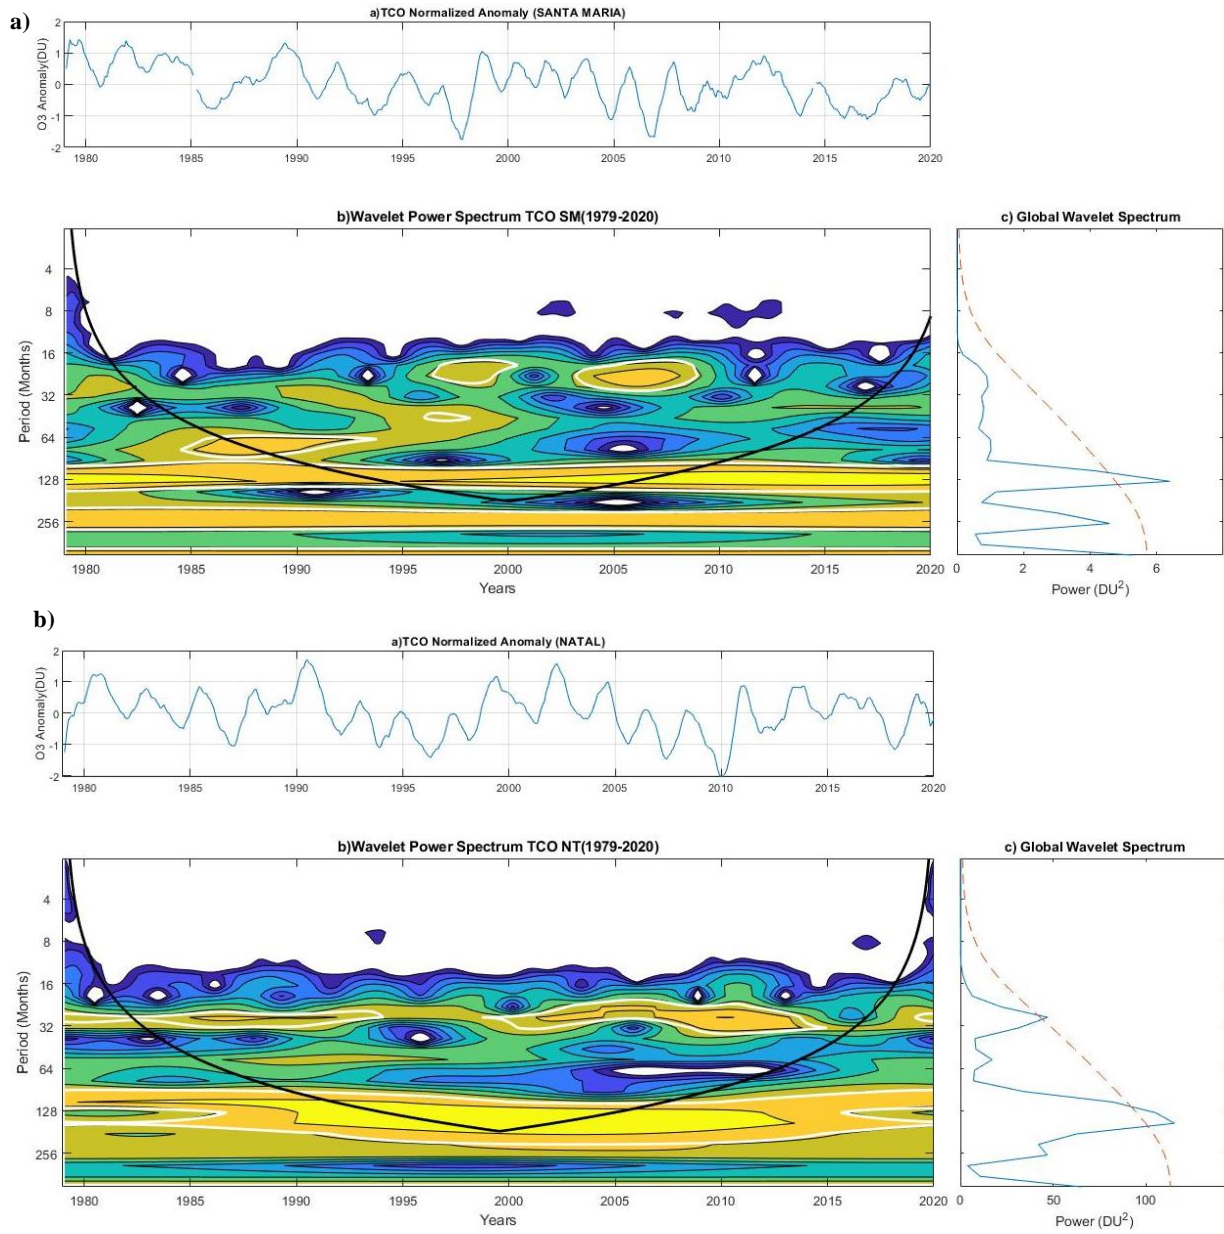 a)
a)TCO Normalized Anomaly (SANTA MARIA)
O3 Anomaly(DU)
2
1
0
-1
-2
1980 1985 1990 1995 2000 2005 2010 2015 2020
b)Wavelet Power Spectrum TCO SM(1979-2020)
Period (Months)
4
8
16
32
64
128
256
1980 1985 1990 1995 2000 2005 2010 2015 2020
Years
c) Global Wavelet Spectrum
0 2 4 6
Power (DU2)
b)
a)TCO Normalized Anomaly (NATAL)
O3 Anomaly(DU)
2
1
0
-1
-2
1980 1985 1990 1995 2000 2005 2010 2015 2020
b)Wavelet Power Spectrum TCO NT(1979-2020)
Period (Months)
4
8
16
32
64
128
256
1980 1985 1990 1995 2000 2005 2010 2015 2020
Years
c) Global Wavelet Spectrum
0 50 100
Power (DU2)